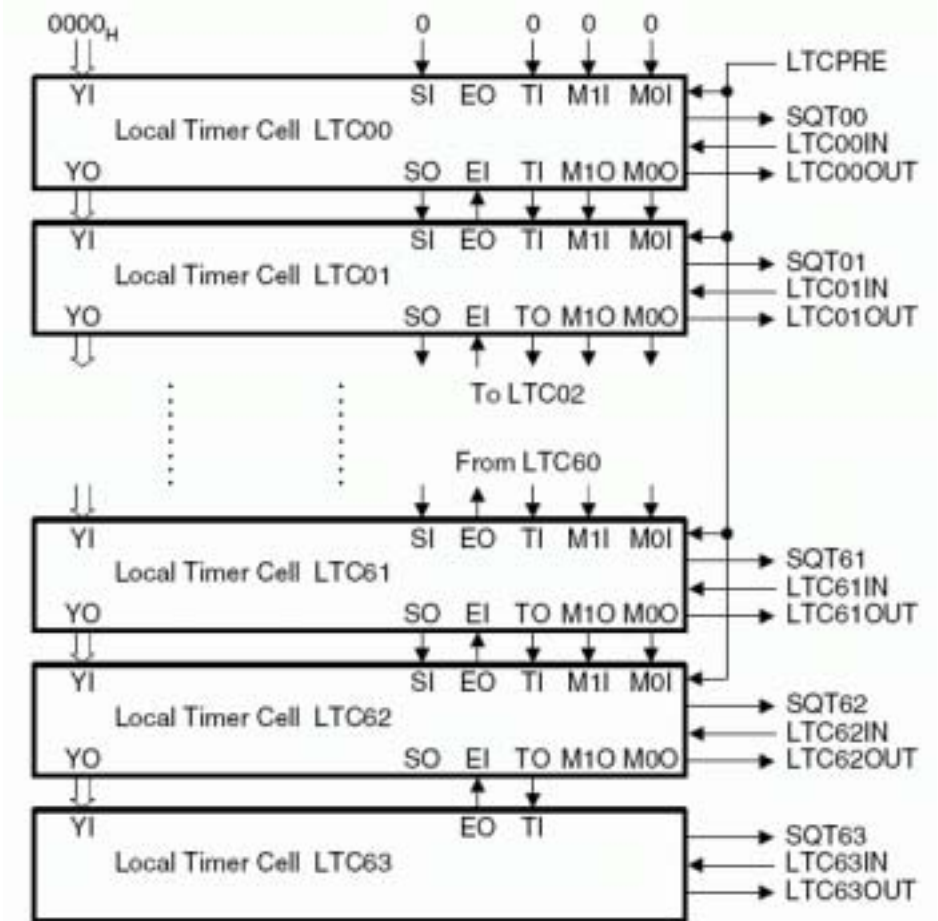 0000H 0 0 0 0
LTCPRE
YI SI EO TI M1I M0I
SQT00
Local Timer Cell LTC00
LTC00IN
YO SO EI TI M1O M0O
LTC00OUT
YI SI EO TI M1I M0I
SQT01
Local Timer Cell LTC01
LTC01IN
YO SO EI TO M1O M0O
LTC01OUT
To LTC02
From LTC60
YI SI EO TI M1I M0I
SQT61
Local Timer Cell LTC61
LTC61IN
YO SO EI TO M1O M0O
LTC61OUT
YI SI EO TI M1I M0I
SQT62
Local Timer Cell LTC62
LTC62IN
YO SO EI TO M1O M0O
LTC62OUT
YI EO TI
SQT63
Local Timer Cell LTC63
LTC63IN
LTC63OUT